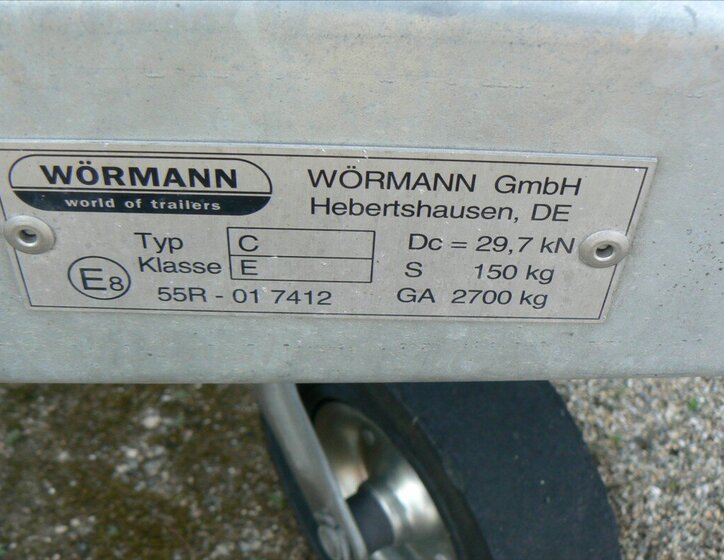 WÖRMANN
world of trailers
WÖRMANN GmbH
Hebertshausen, DE
Typ C
Klasse E
E8
55R - 01 7412
Dc = 29,7 kN
S 150 kg
GA 2700 kg